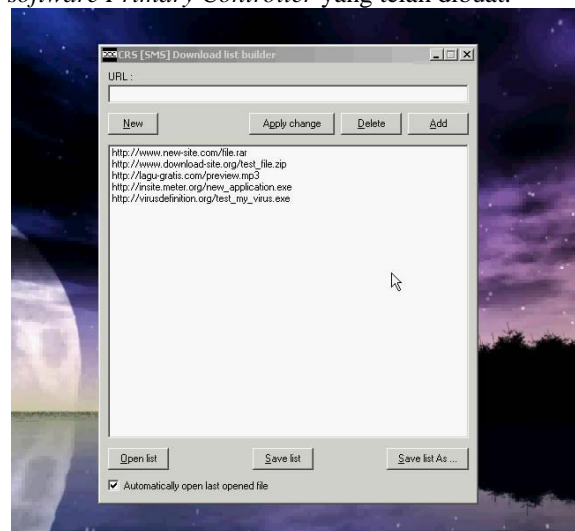 software Primary Controller yang telah dibuat.
CRS [SMS] Download list builder
URL :
New Apply change Delete Add
http://www.new-site.com/file.rar
http://www.download-site.org/test_file.zip
http://lagu-gratis.com/preview.mp3
http://insite.meter.org/new_application.exe
http://virusdefinition.org/test_my_virus.exe
Open list Save list Save list As ...
Automatically open last opened file